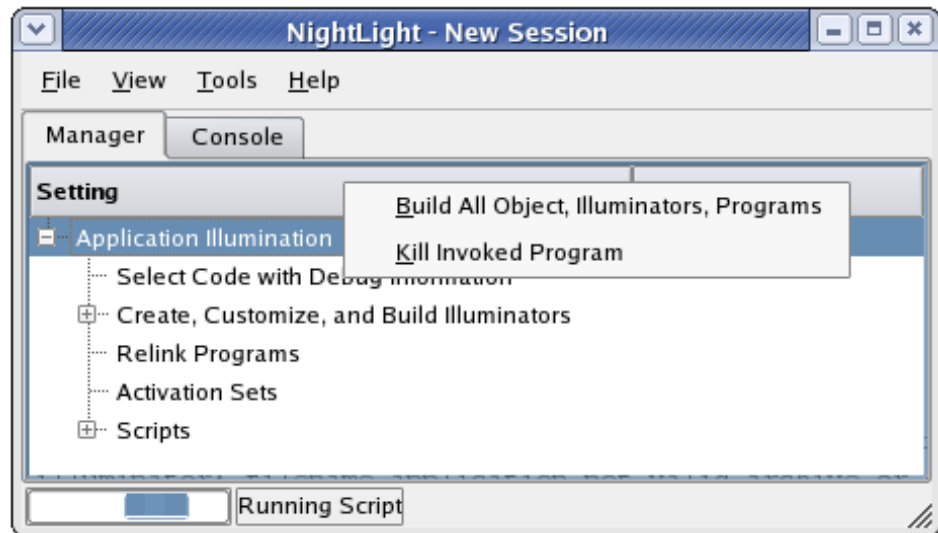 NightLight - New Session
File View Tools Help
Manager Console
Setting
Build All Object, Illuminators, Programs
Application Illumination
Kill Invoked Program
Select Code with Debug Information
Create, Customize, and Build Illuminators
Relink Programs
Activation Sets
Scripts
Running Script